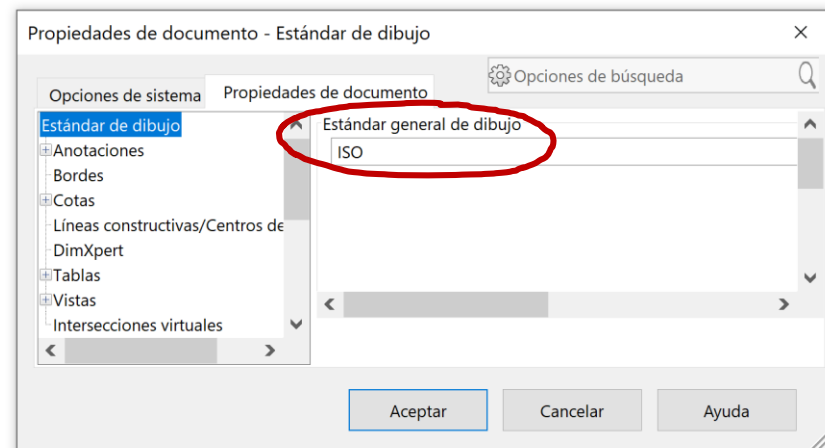 Propiedades de documento - Estándar de dibujo
Opciones de búsqueda
Opciones de sistema
Propiedades de documento
Estándar de dibujo
Anotaciones
Bordes
Cotas
Líneas constructivas/Centros de
DimXpert
Tablas
Vistas
Intersecciones virtuales
Estándar general de dibujo
ISO
Aceptar
Cancelar
Ayuda